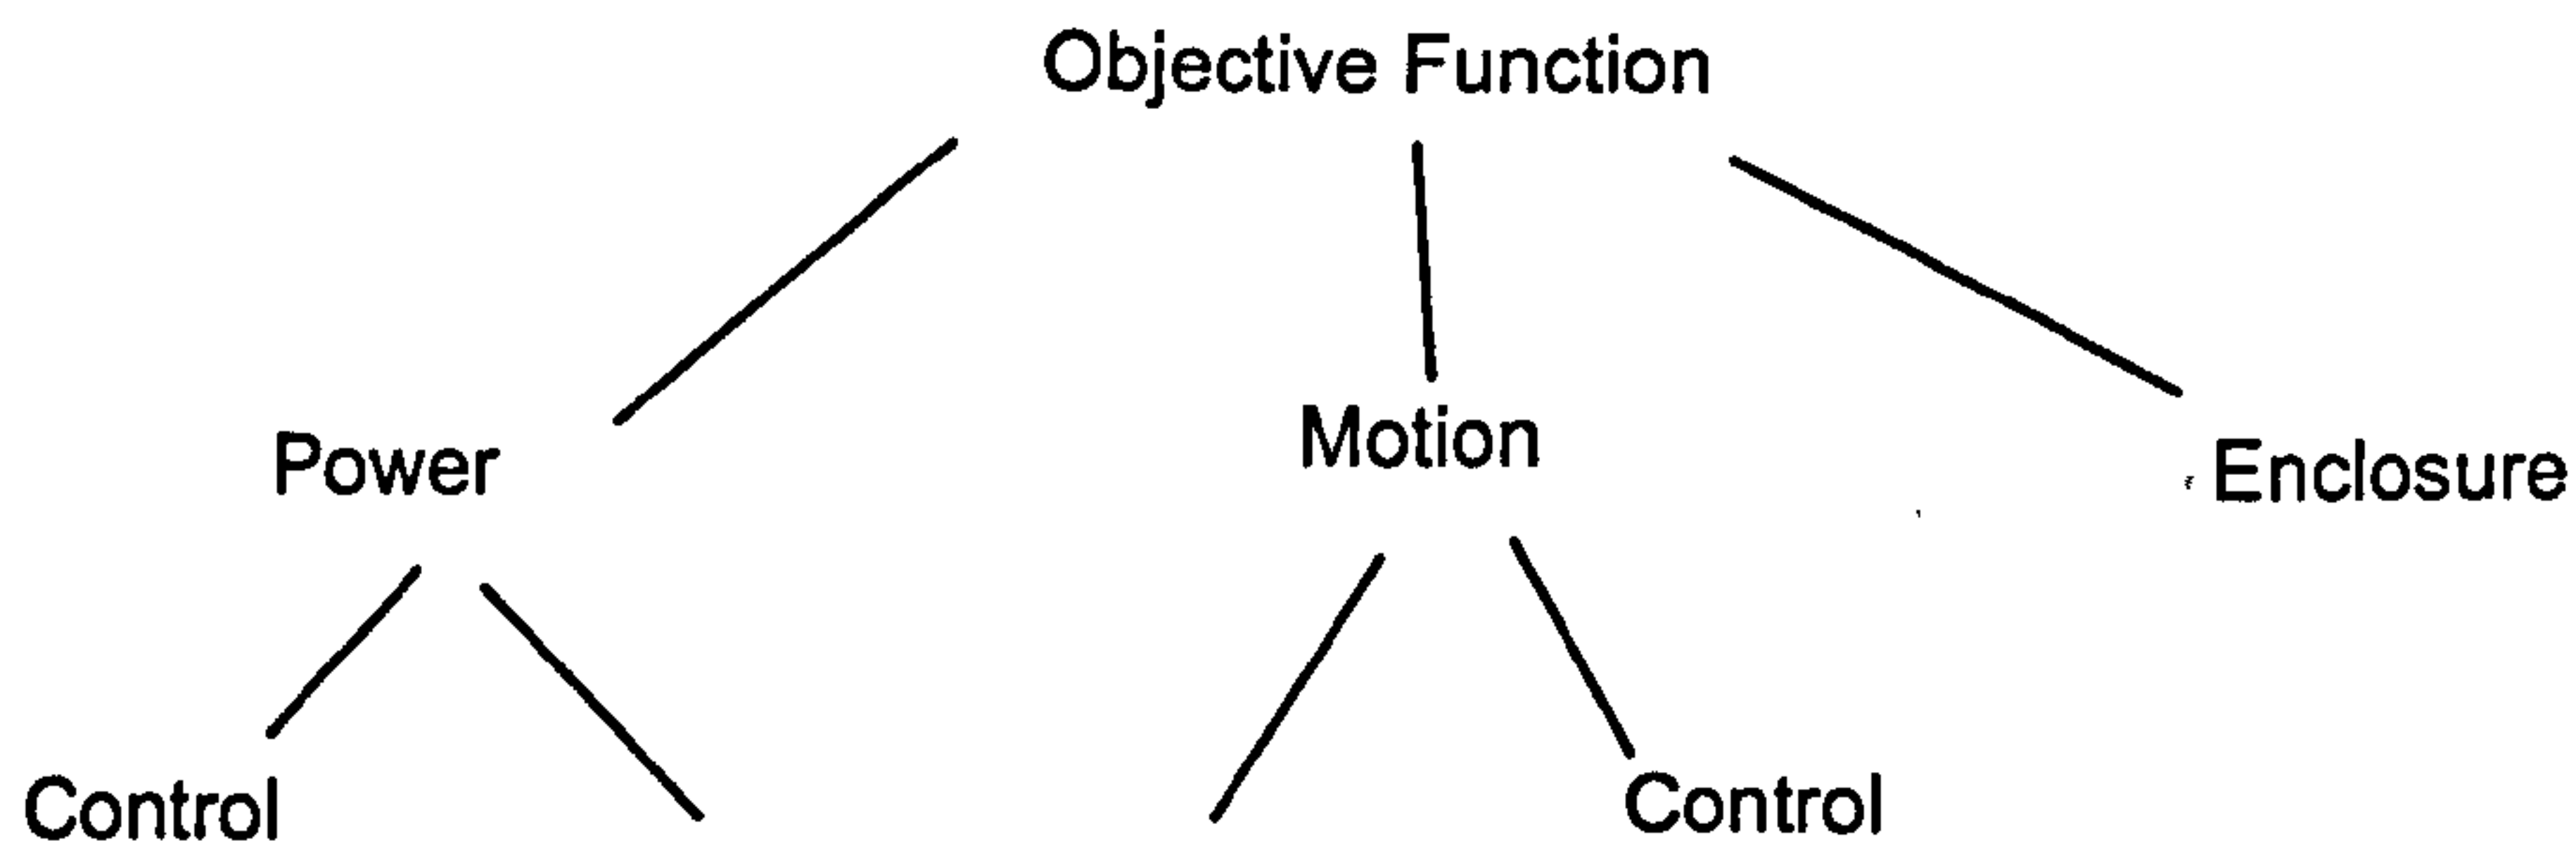 Objective Function
Power
Motion
Enclosure
Control
Control